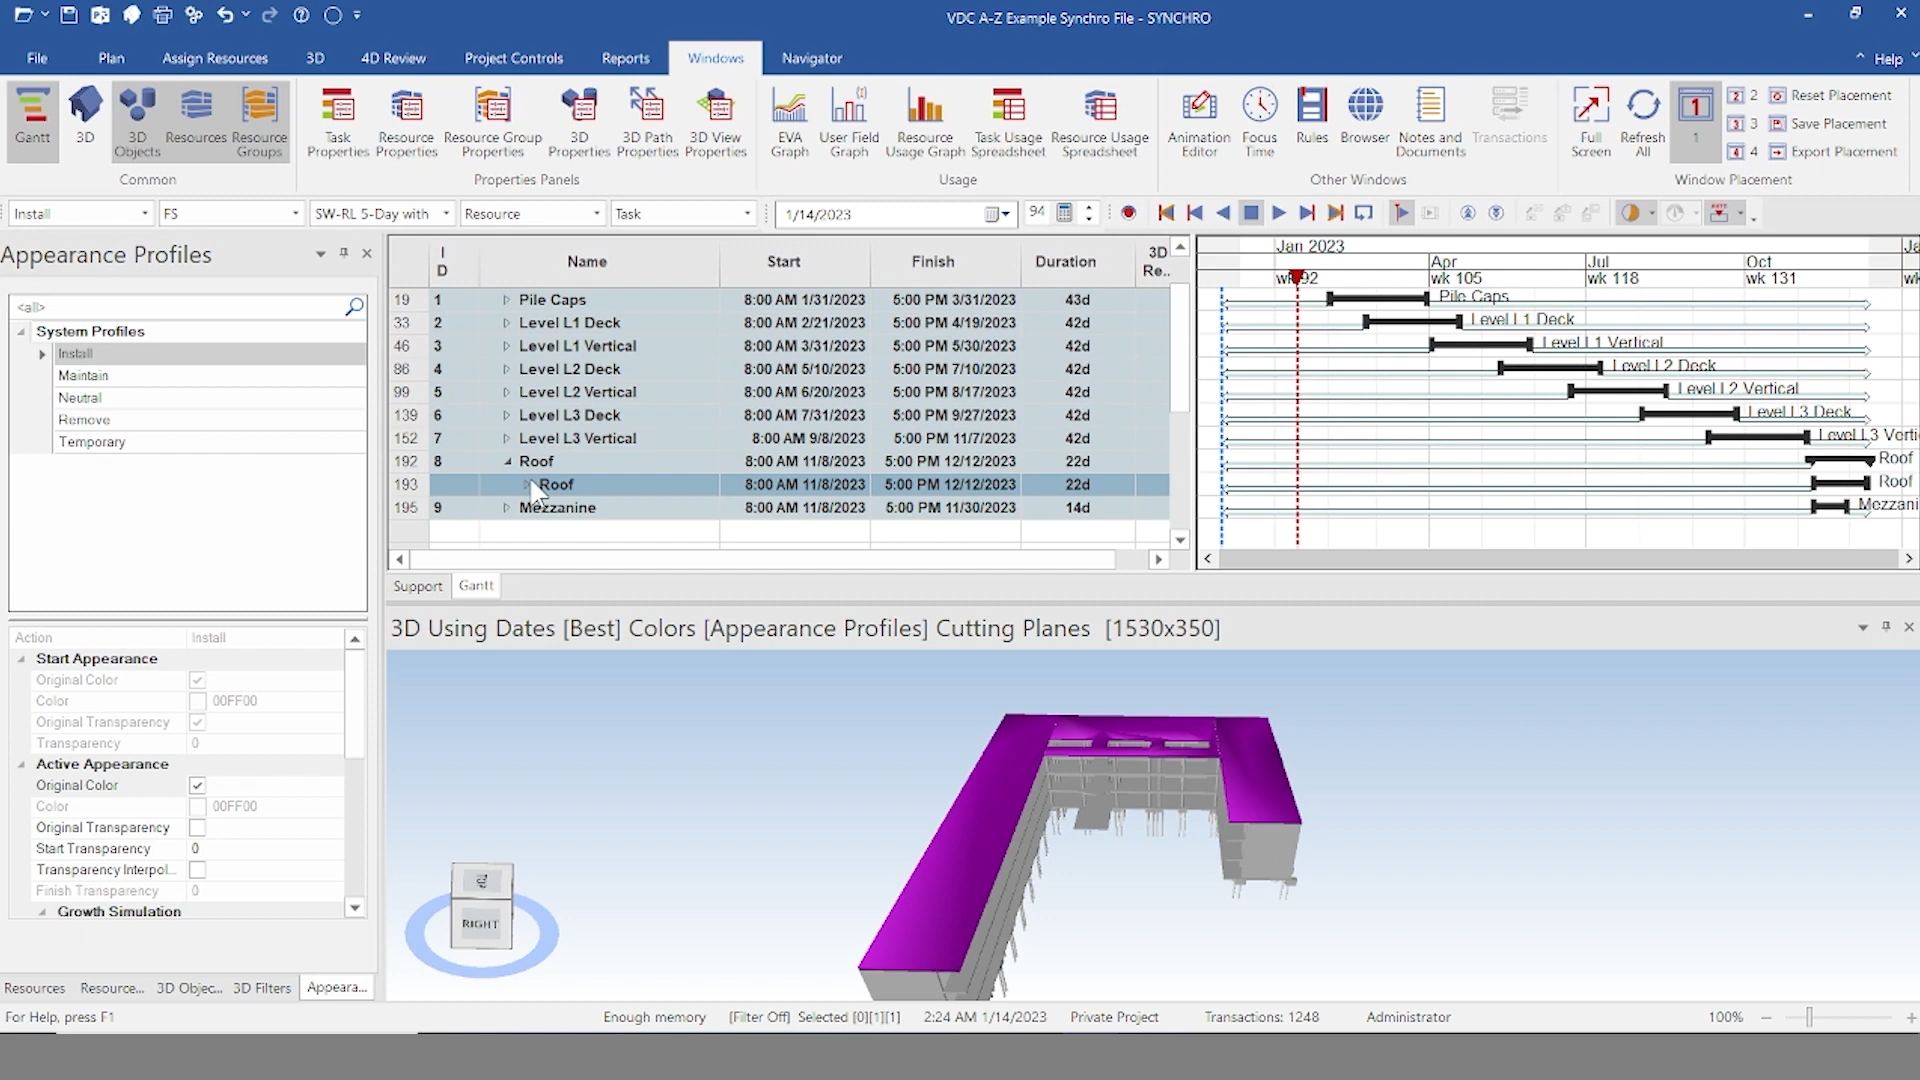 VDC A-Z Example Synchro File - SYNCHRO
File Plan Assign Resources 3D 4D Review Project Controls Reports Windows Navigator Help
Gantt 3D 3D Objects Resources Resource Groups
Common
Task Properties Resource Properties Resource Group Properties 3D Properties 3D Path Properties 3D View Properties
Properties Panels
EVA Graph User Field Graph Resource Usage Graph Task Usage Spreadsheet Resource Usage Spreadsheet
Usage
Animation Editor Focus Time Rules Browser Notes and Documents Transactions
Other Windows
Full Screen Refresh All 1 2 3 4 Reset Placement Save Placement Export Placement
Window Placement
Install FS SW-RL 5-Day with Resource Task 1/14/2023 94
Appearance Profiles
<all>
System Profiles
Install
Maintain
Neutral
Remove
Temporary
Action Install
Start Appearance
Original Color
Color 00FF00
Original Transparency
Transparency 0
Active Appearance
Original Color
Color 00FF00
Original Transparency
Start Transparency 0
Transparency Interpol...
Finish Transparency 0
Growth Simulation
Resources Resource... 3D Objec... 3D Filters Appeara...
ID Name Start Finish Duration 3D Re..
19 1 Pile Caps 8:00 AM 1/31/2023 5:00 PM 3/31/2023 43d
33 2 Level L1 Deck 8:00 AM 2/21/2023 5:00 PM 4/19/2023 42d
46 3 Level L1 Vertical 8:00 AM 3/31/2023 5:00 PM 5/30/2023 42d
86 4 Level L2 Deck 8:00 AM 5/10/2023 5:00 PM 7/10/2023 42d
99 5 Level L2 Vertical 8:00 AM 6/20/2023 5:00 PM 8/17/2023 42d
139 6 Level L3 Deck 8:00 AM 7/31/2023 5:00 PM 9/27/2023 42d
152 7 Level L3 Vertical 8:00 AM 9/8/2023 5:00 PM 11/7/2023 42d
192 8 Roof 8:00 AM 11/8/2023 5:00 PM 12/12/2023 22d
193 Roof 8:00 AM 11/8/2023 5:00 PM 12/12/2023 22d
195 9 Mezzanine 8:00 AM 11/8/2023 5:00 PM 11/30/2023 14d
Support Gantt
Jan 2023 Ja
Apr Jul Oct
wk 92 wk 105 wk 118 wk 131 wk
Pile Caps
Level L1 Deck
Level L1 Vertical
Level L2 Deck
Level L2 Vertical
Level L3 Deck
Level L3 Verti
Roof
Roof
Mezzani
3D Using Dates [Best] Colors [Appearance Profiles] Cutting Planes [1530x350]
RIGHT
For Help, press F1 Enough memory [Filter Off] Selected [0][1][1] 2:24 AM 1/14/2023 Private Project Transactions: 1248 Administrator 100%